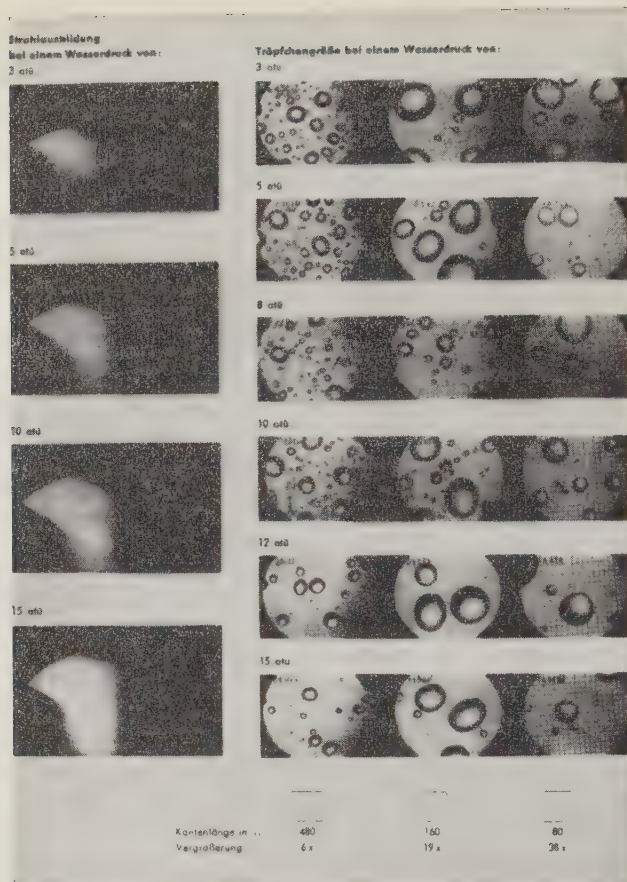 Strahlausbildung
bei einem Wasserdruck von:
3 atü
5 atü
10 atü
15 atü
Tröpfchengröße bei einem Wasserdruck von:
3 atü
5 atü
8 atü
10 atü
12 atü
15 atü
Kantenlänge in 480 160 80
Vergrößerung 6 x 19 x 38 x